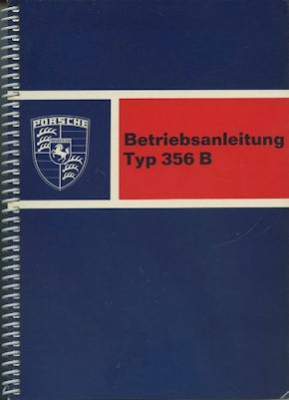 PORSCHE
Betriebsanleitung
Typ 356 B